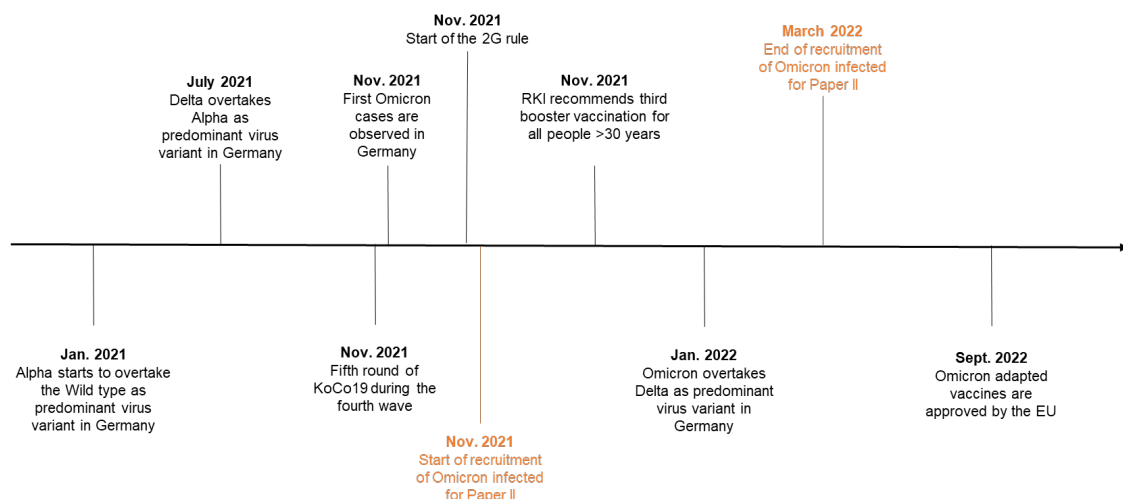 Nov. 2021
Start of the 2G rule
March 2022
End of recruitment
of Omicron infected
for Paper II
July 2021
Delta overtakes
Alpha as
predominant virus
variant in Germany
Nov. 2021
First Omicron
cases are
observed in
Germany
Nov. 2021
RKI recommends third
booster vaccination for
all people >30 years
Jan. 2021
Alpha starts to overtake
the Wild type as
predominant virus
variant in Germany
Nov. 2021
Fifth round of
KoCo19 during the
fourth wave
Jan. 2022
Omicron overtakes
Delta as predominant
virus variant in
Germany
Sept. 2022
Omicron adapted
vaccines are
approved by the EU
Nov. 2021
Start of recruitment
of Omicron infected
for Paper II